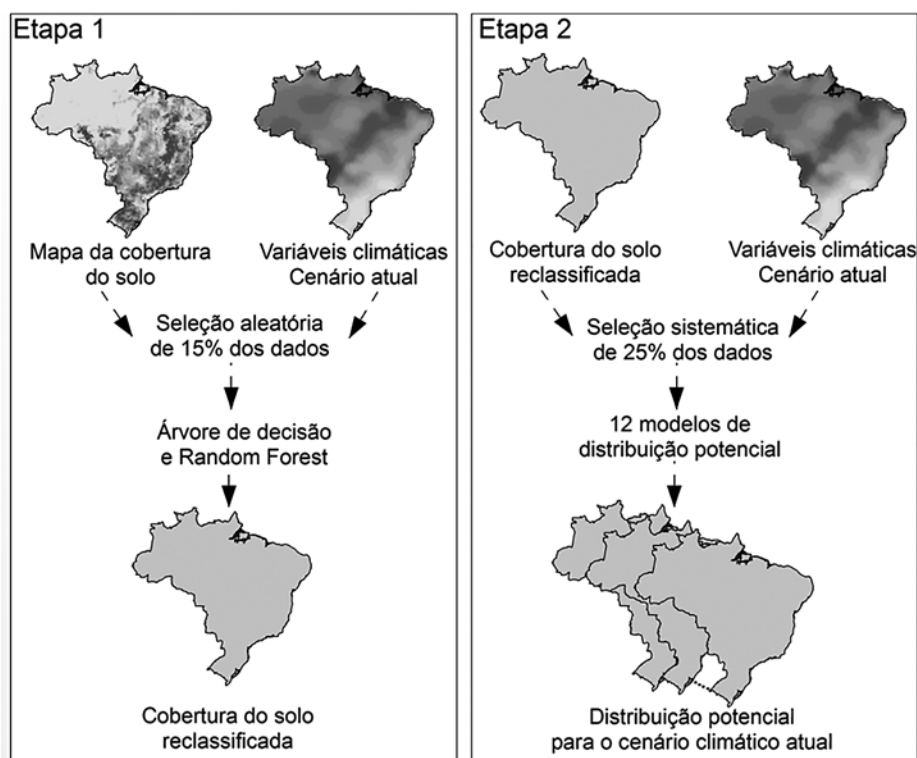 Etapa 1
Mapa da cobertura
do solo
Variáveis climáticas
Cenário atual
Seleção aleatória
de 15% dos dados
Árvore de decisão
e Random Forest
Cobertura do solo
reclassificada
Etapa 2
Cobertura do solo
reclassificada
Variáveis climáticas
Cenário atual
Seleção sistemática
de 25% dos dados
12 modelos de
distribuição potencial
Distribuição potencial
para o cenário climático atual